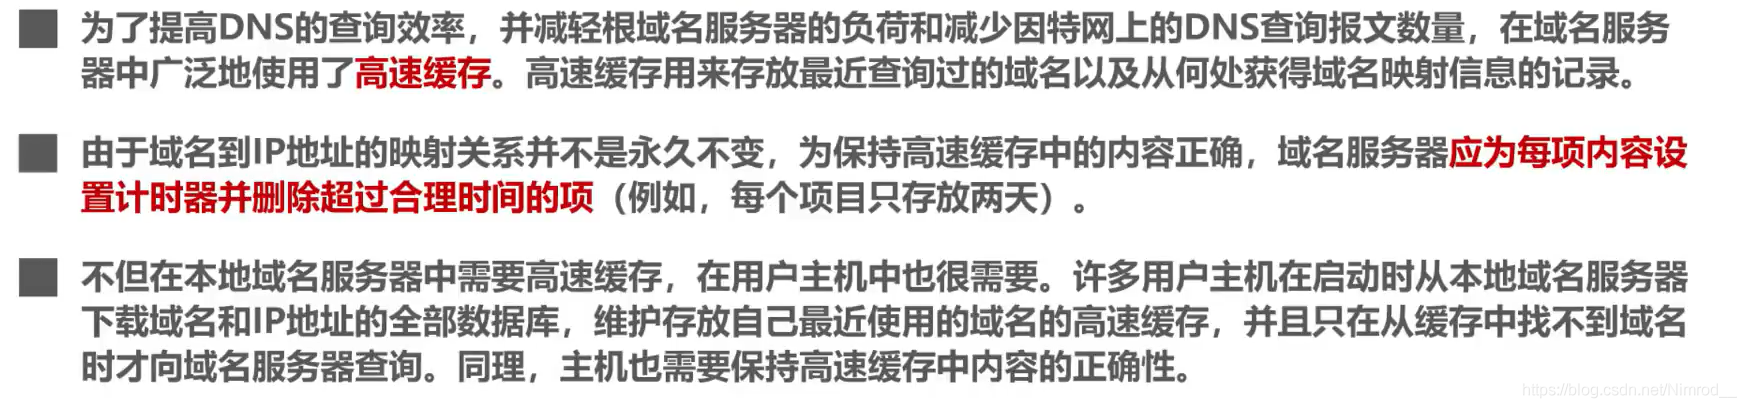 为了提高DNS的查询效率，并减轻根域名服务器的负荷和减少因特网上的DNS查询报文数量，在域名服务
器中广泛地使用了高速缓存。高速缓存用来存放最近查询过的域名以及从何处获得域名映射信息的记录。
由于域名到IP地址的映射关系并不是永久不变，为保持高速缓存中的内容正确，域名服务器应为每项内容设
置计时器并删除超过合理时间的项（例如，每个项目只存放两天）。
不但在本地域名服务器中需要高速缓存，在用户主机中也很需要。许多用户主机在启动时从本地域名服务器
下载域名和IP地址的全部数据库，维护存放自己最近使用的域名的高速缓存，并且只在从缓存中找不到域名
时才向域名服务器查询。同理，主机也需要保持高速缓存中内容的正确性。
https://blog.csdn.net/Nimrod__